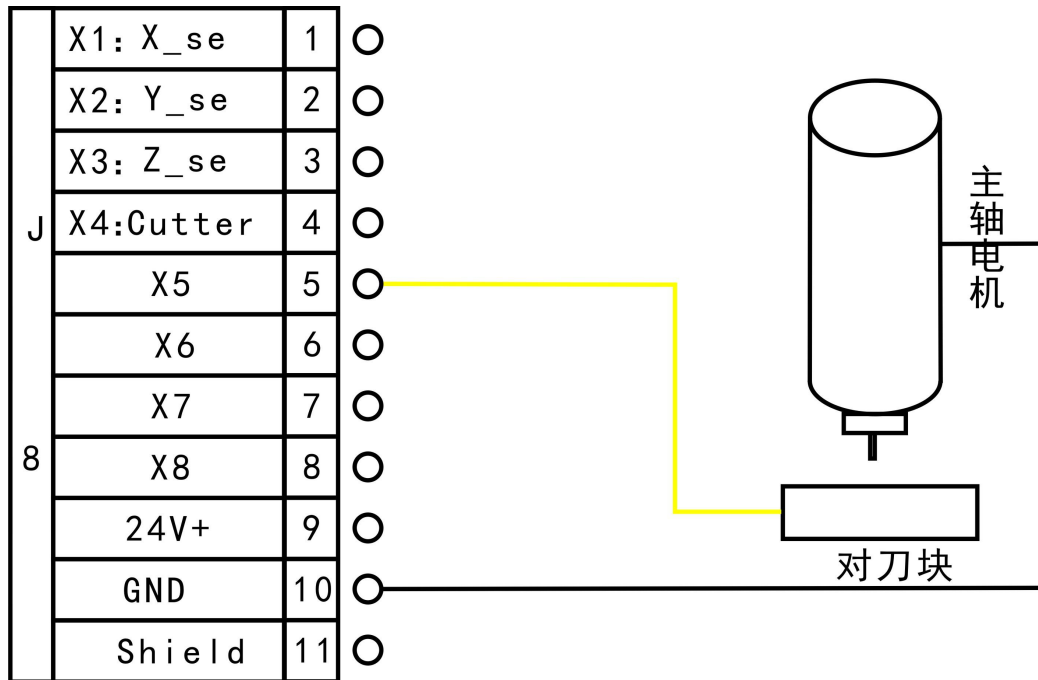 J8
X1: X_se 1
X2: Y_se 2
X3: Z_se 3
X4:Cutter 4
X5 5
X6 6
X7 7
X8 8
24V+ 9
GND 10
Shield 11
主轴电机
对刀块